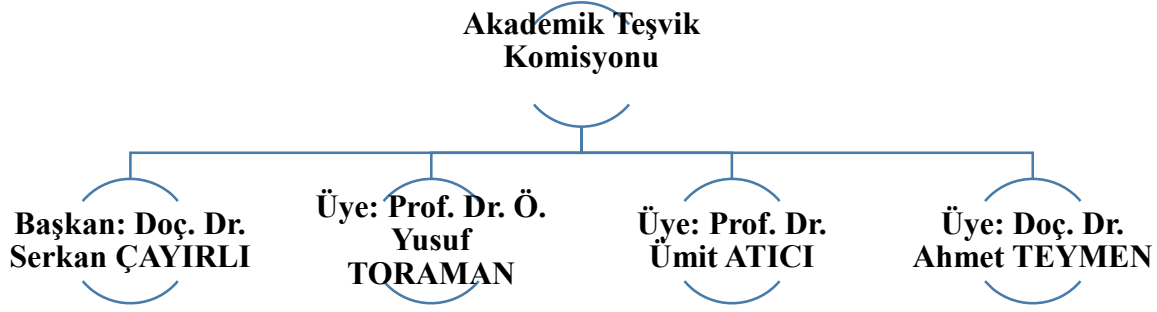 Akademik Teşvik
Komisyonu
Başkan: Doç. Dr.
Serkan ÇAYIRLI
Üye: Prof. Dr. Ö.
Yusuf
TORAMAN
Üye: Prof. Dr.
Ümit ATICI
Üye: Doç. Dr.
Ahmet TEYMEN